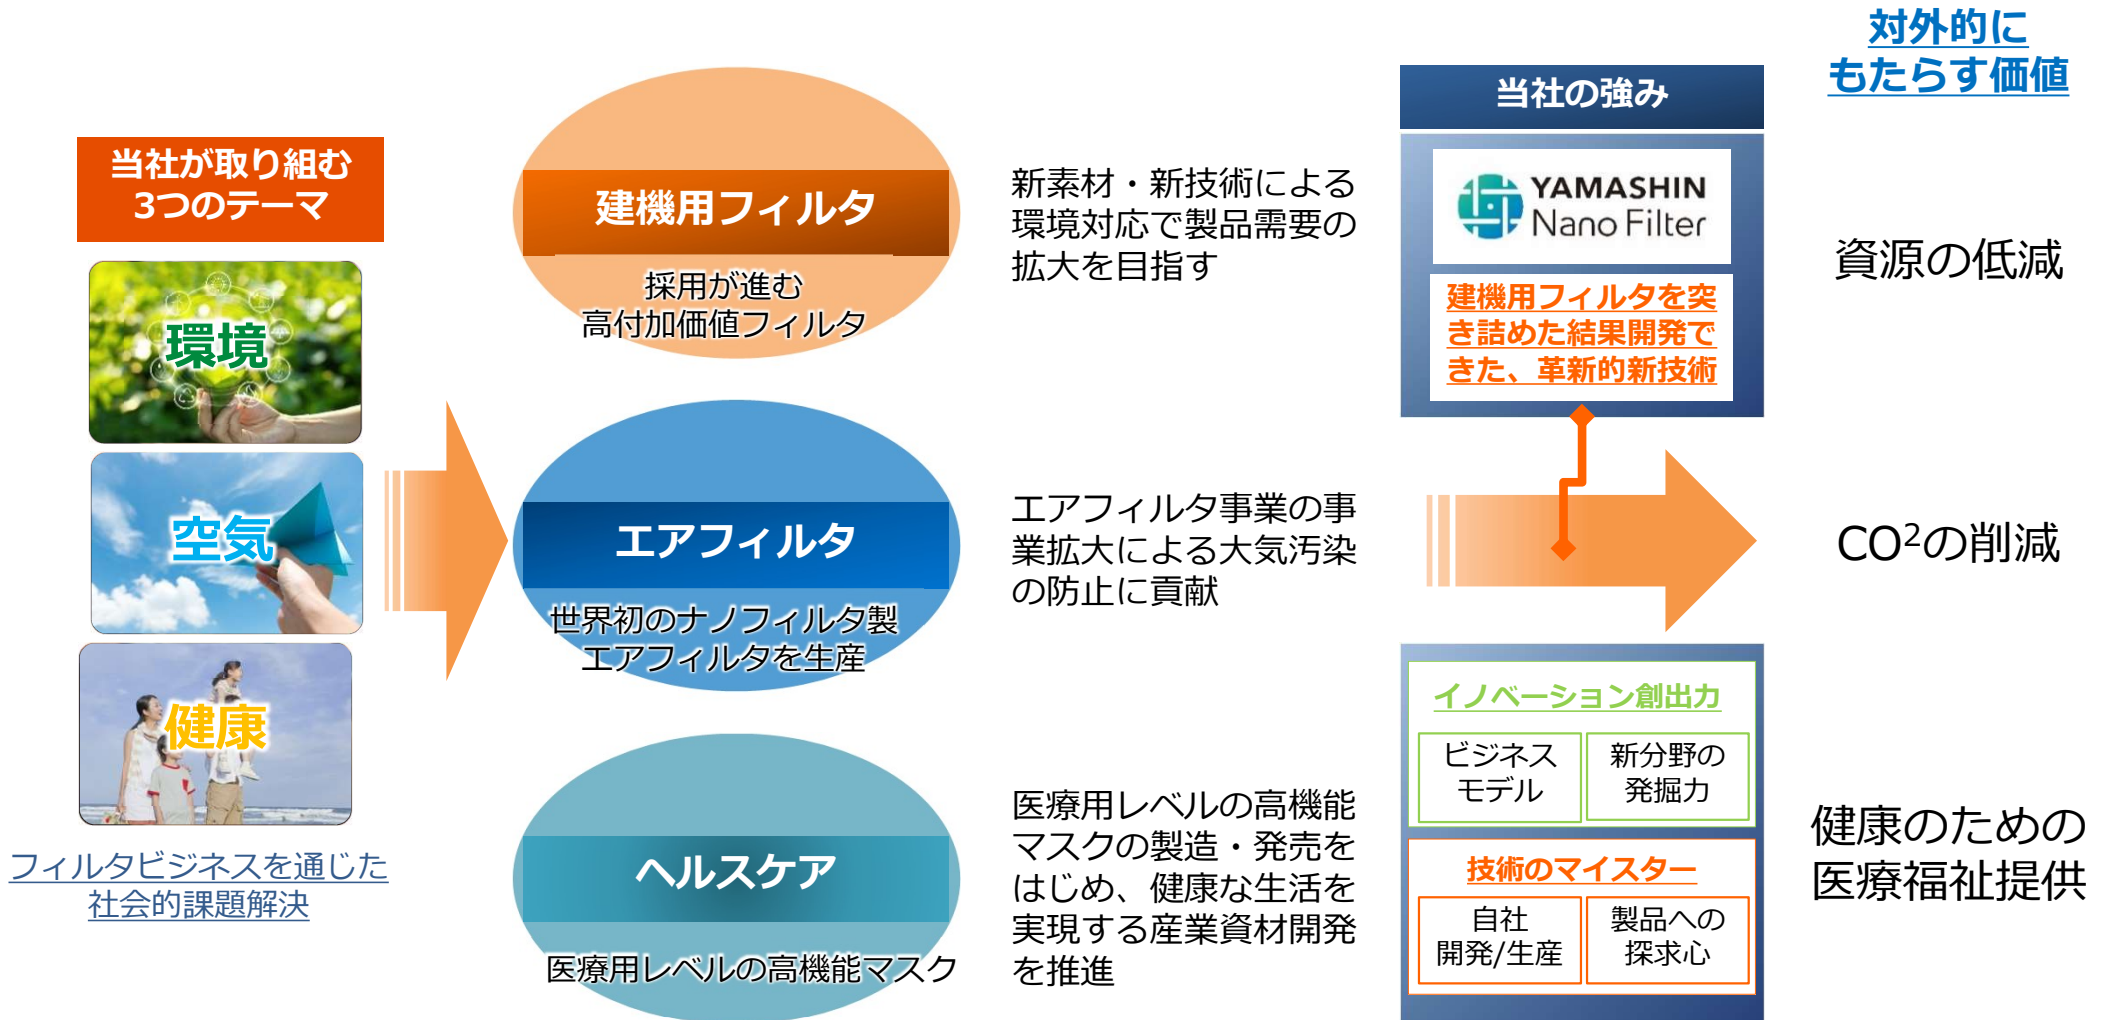 当社が取り組む
3つのテーマ
環境
空気
健康
フィルタビジネスを通じた
社会的課題解決
建機用フィルタ
採用が進む
高付加価値フィルタ
エアフィルタ
世界初のナノフィルタ製
エアフィルタを生産
ヘルスケア
医療用レベルの高機能マスク
新素材・新技術による
環境対応で製品需要の
拡大を目指す
エアフィルタ事業の事
業拡大による大気汚染
の防止に貢献
医療用レベルの高機能
マスクの製造・発売を
はじめ、健康な生活を
実現する産業資材開発
を推進
当社の強み
YAMASHIN
Nano Filter
建機用フィルタを突
き詰めた結果開発で
きた、革新的新技術
イノベーション創出力
ビジネス
モデル
新分野の
発掘力
技術のマイスター
自社
開発/生産
製品への
探求心
対外的に
もたらす価値
資源の低減
CO²の削減
健康のための
医療福祉提供